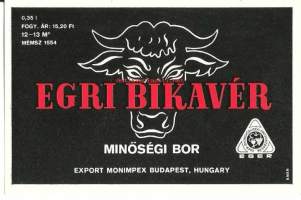 0,35 l
FOGY. ÁR: 15,20 Ft
12–13 M°
MÉMSZ 1554
EGRI BIKAVÉR
MINŐSÉGI BOR
EGER
EXPORT MONIMPEX BUDAPEST, HUNGARY